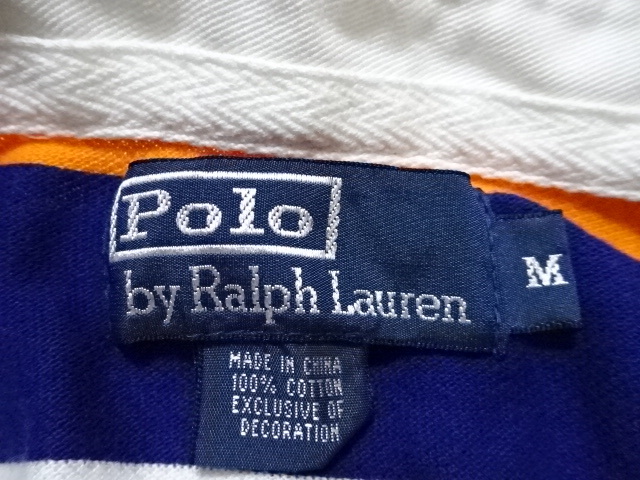 Polo
by Ralph Lauren
M
MADE IN CHINA
100% COTTON
EXCLUSIVE OF
DECORATION